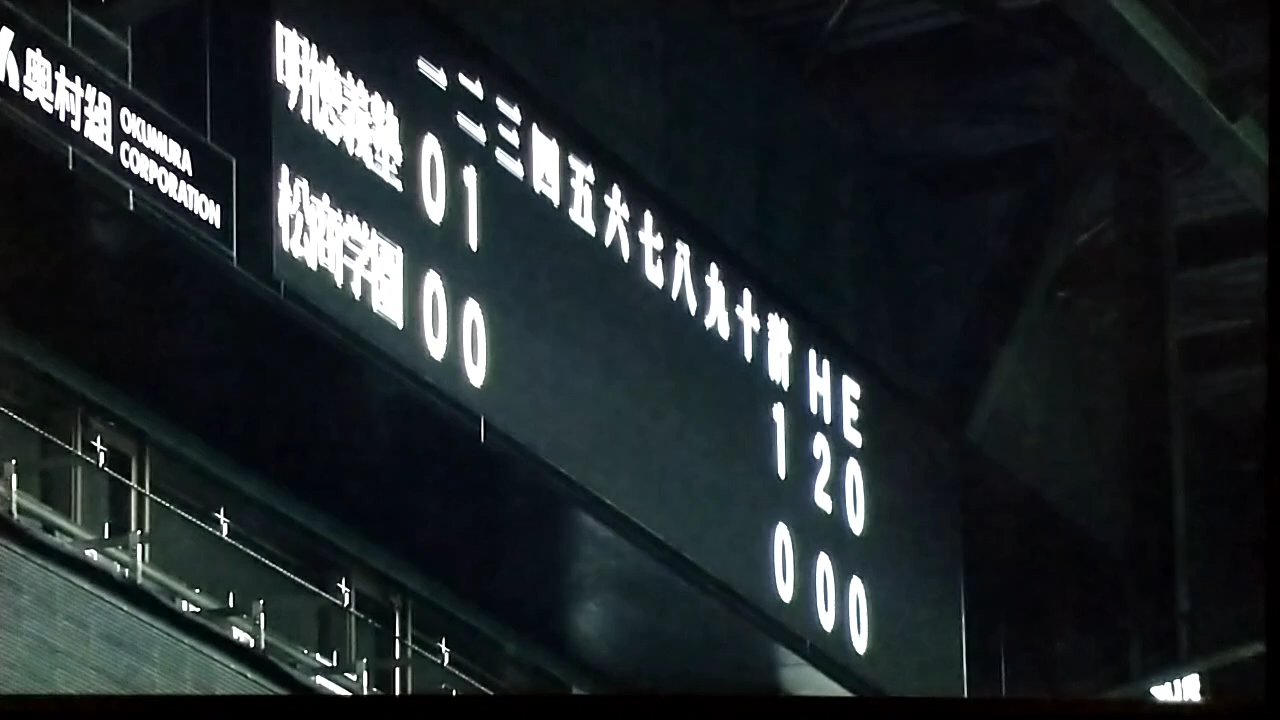 奥村組 OKUMURA CORPORATION
一 二 三 四 五 六 七 八 九 十 計 H E
明徳義塾 0 1 1 2 0
松商学園 0 0 0 0 0